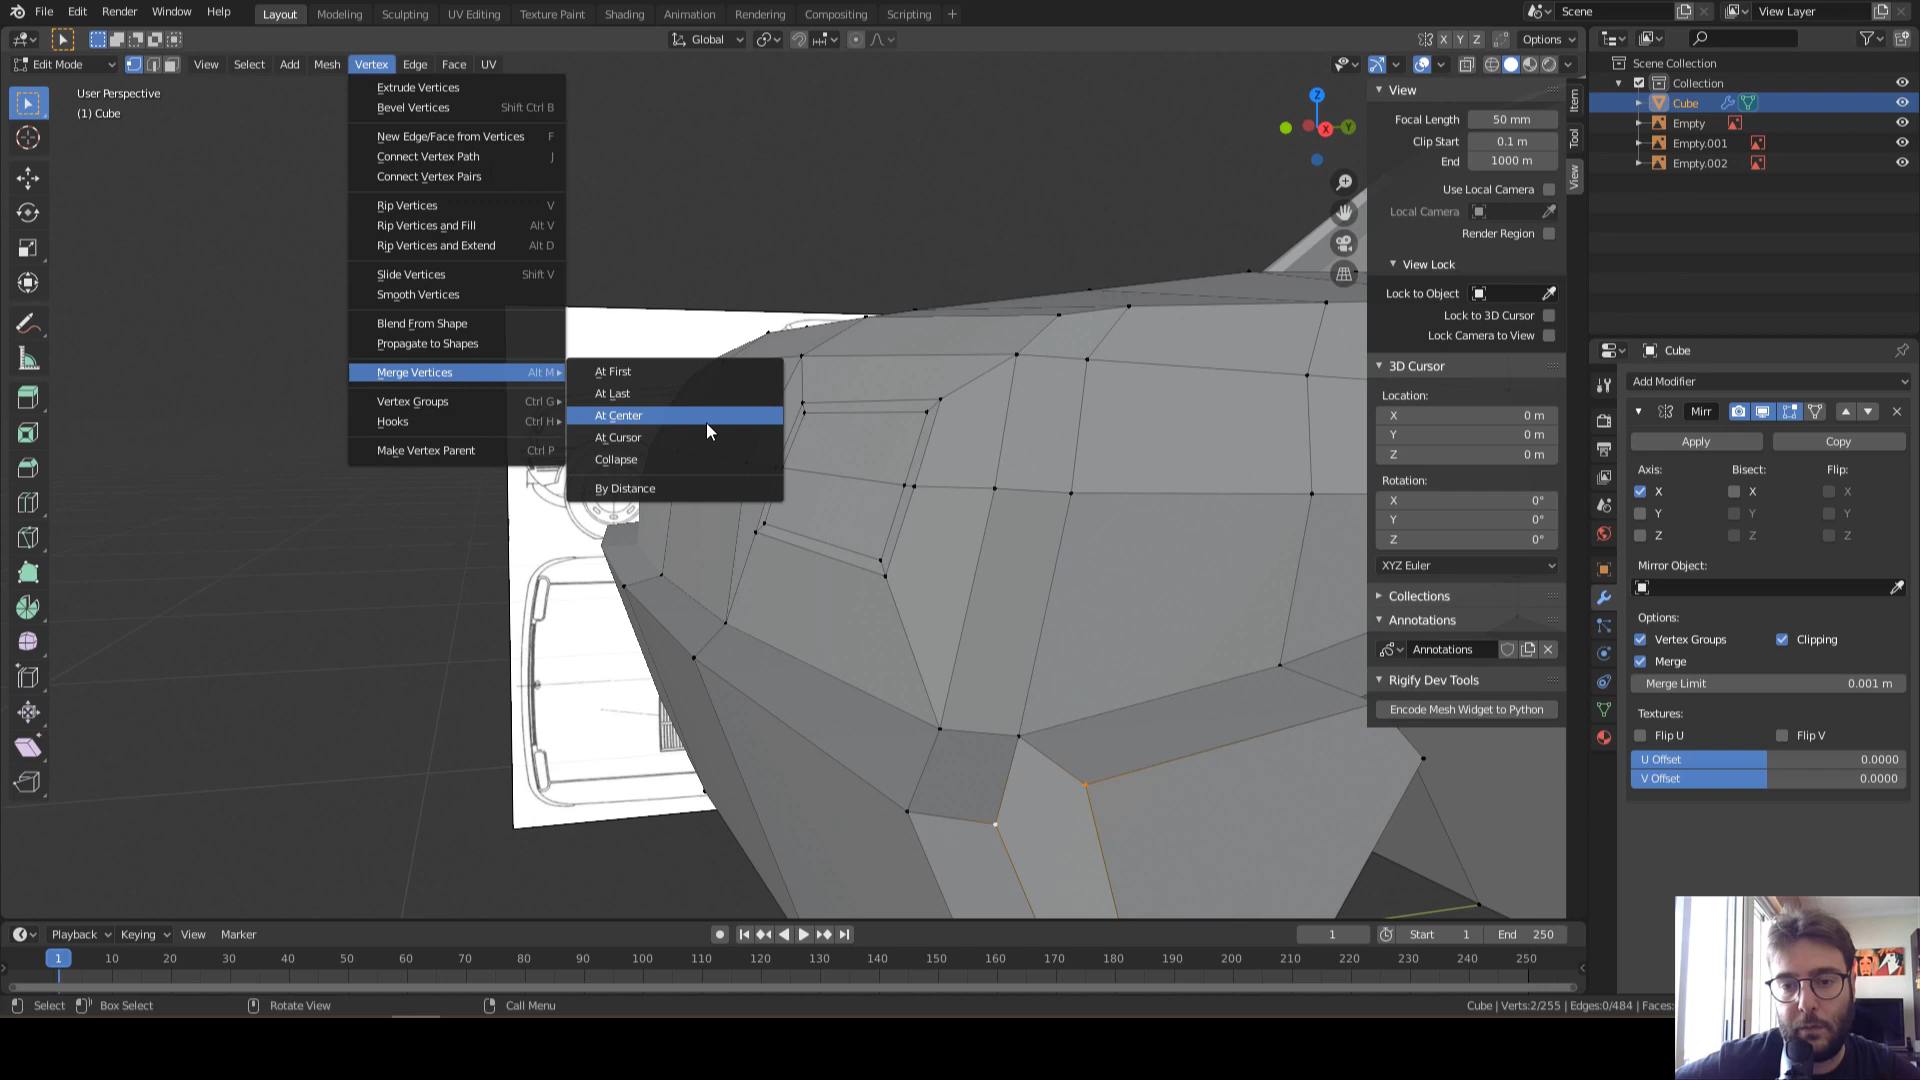 File Edit Render Window Help Layout Modeling Sculpting UV Editing Texture Paint Shading Animation Rendering Compositing Scripting + Scene View Layer
Global X Y Z Options
Edit Mode View Select Add Mesh Vertex Edge Face UV
User Perspective
(1) Cube
Extrude Vertices
Bevel Vertices Shift Ctrl B
New Edge/Face from Vertices F
Connect Vertex Path J
Connect Vertex Pairs
Rip Vertices V
Rip Vertices and Fill Alt V
Rip Vertices and Extend Alt D
Slide Vertices Shift V
Smooth Vertices
Blend From Shape
Propagate to Shapes
Merge Vertices Alt M
Vertex Groups Ctrl G
Hooks Ctrl H
Make Vertex Parent Ctrl P
At First
At Last
At Center
At Cursor
Collapse
By Distance
Z
X Y
View
Focal Length 50 mm
Clip Start 0.1 m
End 1000 m
Use Local Camera
Local Camera
Render Region
View Lock
Lock to Object
Lock to 3D Cursor
Lock Camera to View
3D Cursor
Location:
X 0 m
Y 0 m
Z 0 m
Rotation:
X 0°
Y 0°
Z 0°
XYZ Euler
Collections
Annotations
Annotations
Rigify Dev Tools
Encode Mesh Widget to Python
Item
Tool
View
Scene Collection
Collection
Cube
Empty
Empty.001
Empty.002
Cube
Add Modifier
Mirr
Apply Copy
Axis: Bisect: Flip:
X X X
Y Y Y
Z Z Z
Mirror Object:
Options:
Vertex Groups Clipping
Merge
Merge Limit 0.001 m
Textures:
Flip U Flip V
U Offset 0.0000
V Offset 0.0000
Playback Keying View Marker 1 Start 1 End 250
1 10 20 30 40 50 60 70 80 90 100 110 120 130 140 150 160 170 180 190 200 210 220 230 240 250
Select Box Select Rotate View Call Menu Cube | Verts:2/255 | Edges:0/484 | Faces: